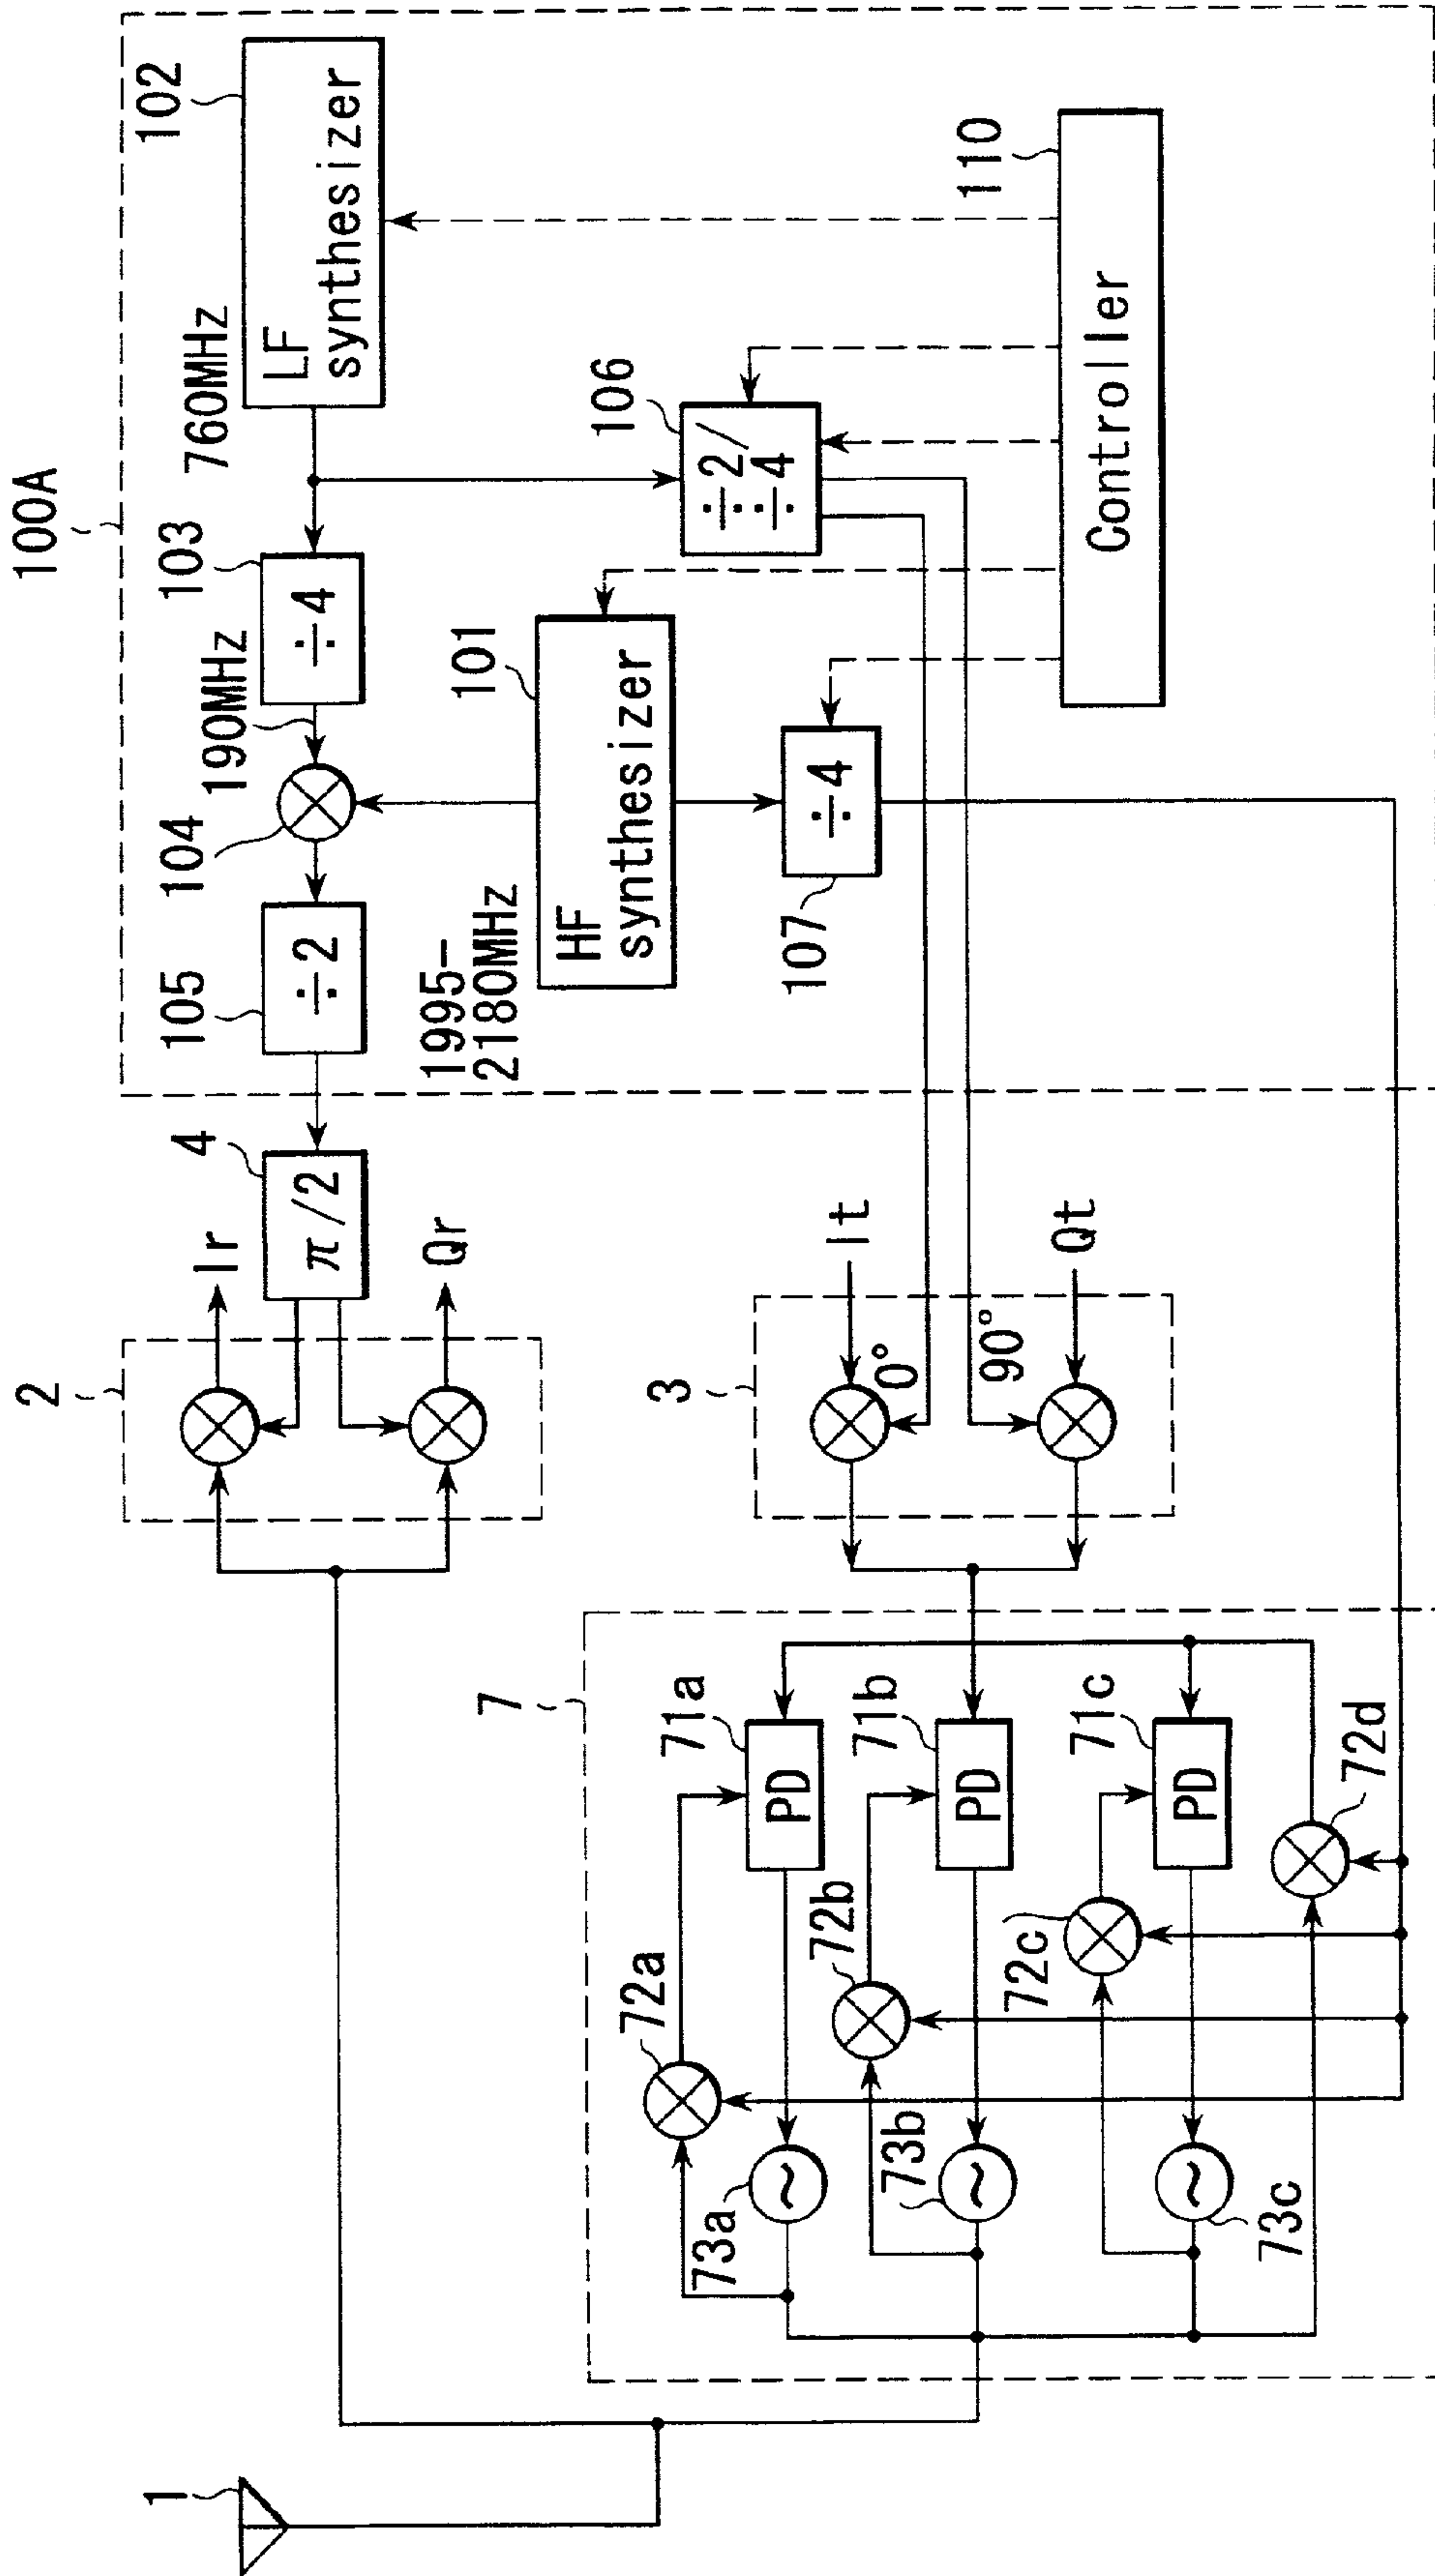 100A
102
LF
synthesizer
760MHz
103
÷4
190MHz
104
105
÷2
4
π/2
Ir
Qr
2
1
106
÷2/
÷4
101
HF
synthesizer
1995-
2180MHz
107
÷4
110
Controller
It
0°
90°
Qt
3
7
71a
PD
71b
PD
71c
PD
72a
72b
72c
72d
73a
73b
73c